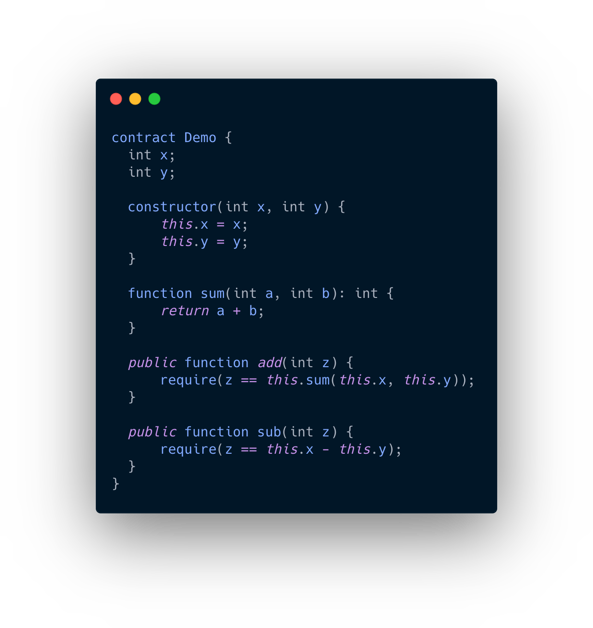 contract Demo {
  int x;
  int y;

  constructor(int x, int y) {
      this.x = x;
      this.y = y;
  }

  function sum(int a, int b): int {
      return a + b;
  }

  public function add(int z) {
      require(z == this.sum(this.x, this.y));
  }

  public function sub(int z) {
      require(z == this.x - this.y);
  }
}